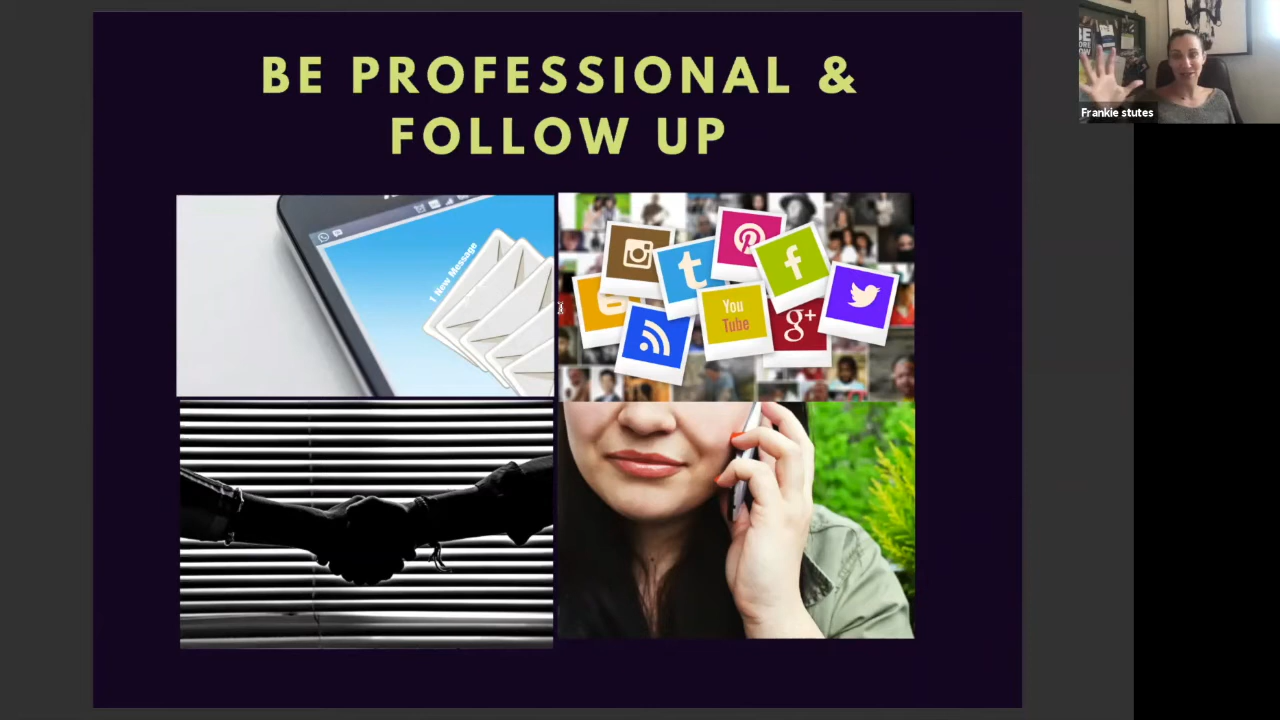 BE PROFESSIONAL &
FOLLOW UP
1 New Message
t
f
You
Tube
g+
Frankie stutes